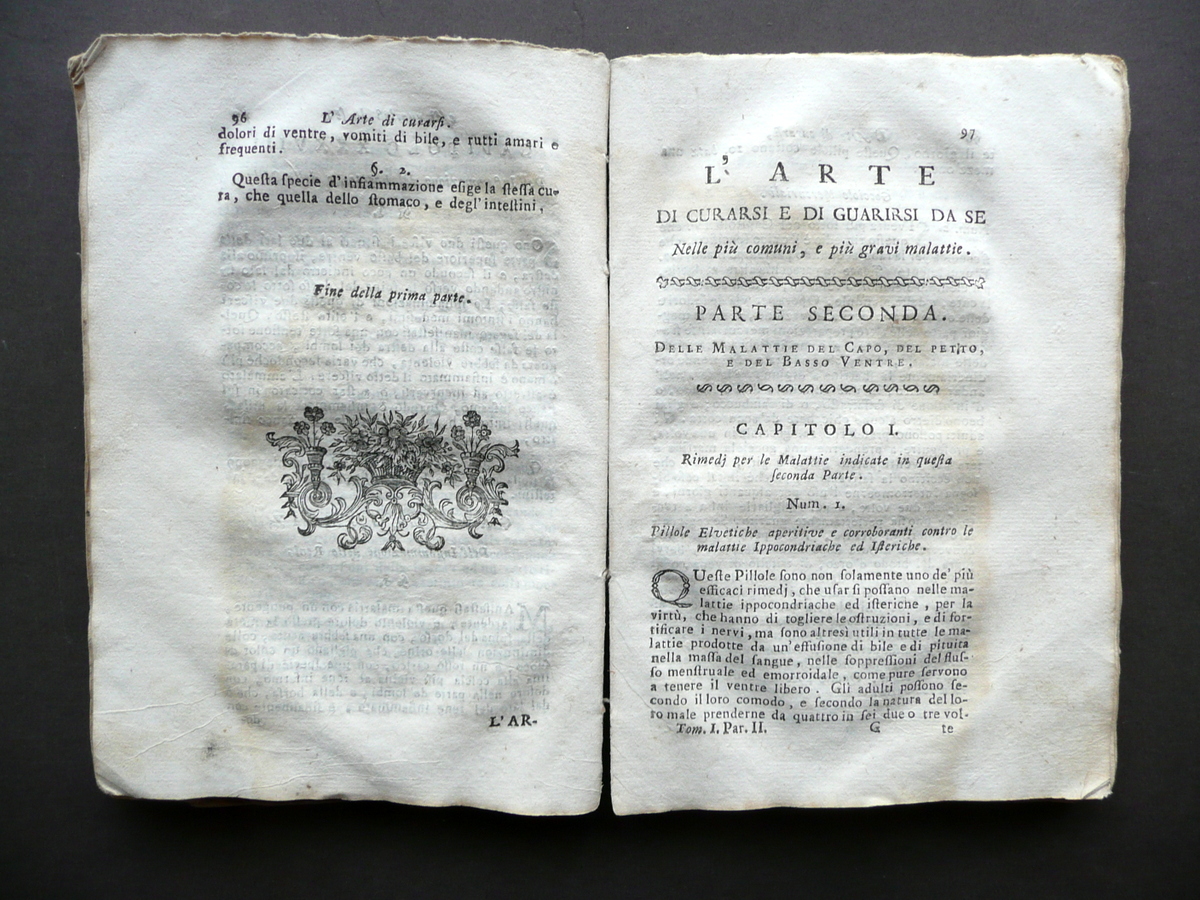 96 L' Arte di curarſi.
dolori di ventre, vomiti di bile, e rutti amari e
frequenti.
§. 2.
Queſta ſpecie d'infiammazione eſige la ſteſſa cu-
ra, che quella dello ſtomaco, e degl'inteſtini,
Fine della prima parte.
L'AR-
97
L' ARTE
DI CURARSI E DI GUARIRSI DA SE
Nelle più comuni, e più gravi malattie.
PARTE SECONDA.
DELLE MALATTIE DEL CAPO, DEL PETTO,
E DEL BASSO VENTRE,
CAPITOLO I.
Rimedj per le Malattie indicate in queſta
ſeconda Parte.
Num. 1.
Pillole Elvetiche aperitive e corroboranti contro le
malattie Ippocondriache ed Iſteriche.
QUeſte Pillole ſono non ſolamente uno de' più
efficaci rimedj, che uſar ſi poſſano nelle ma-
lattie ippocondriache ed iſteriche, per la
virtù, che hanno di togliere le oſtruzioni, e di for-
tificare i nervi, ma ſono altresì utili in tutte le ma-
lattie prodotte da un'effuſione di bile e di pituita
nella maſſa del ſangue, nelle ſoppreſſioni del fluſ-
ſo menſtruale ed emorroidale, come pure ſervono
a tenere il ventre libero. Gli adulti poſſono ſe-
condo il loro comodo, e ſecondo la natura del lo-
ro male prenderne da quattro in ſei due o tre vol-
Tom. I. Par. II. G te